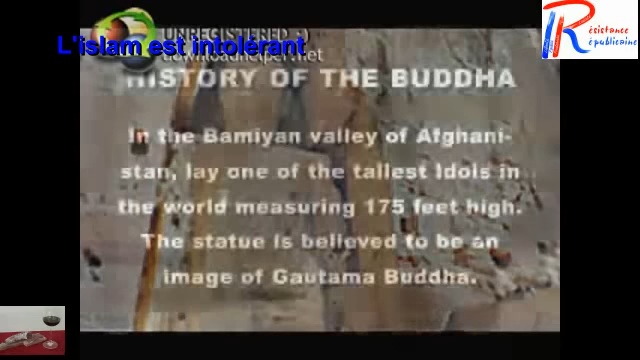 UNREGISTERED
L'islam est intolérant
downloadhelper.net
Résistance
Républicaine
HISTORY OF THE BUDDHA
In the Bamiyan valley of Afghani-
stan, lay one of the tallest Idols in
the world measuring 175 feet high.
The statue is believed to be an
image of Gautama Buddha.